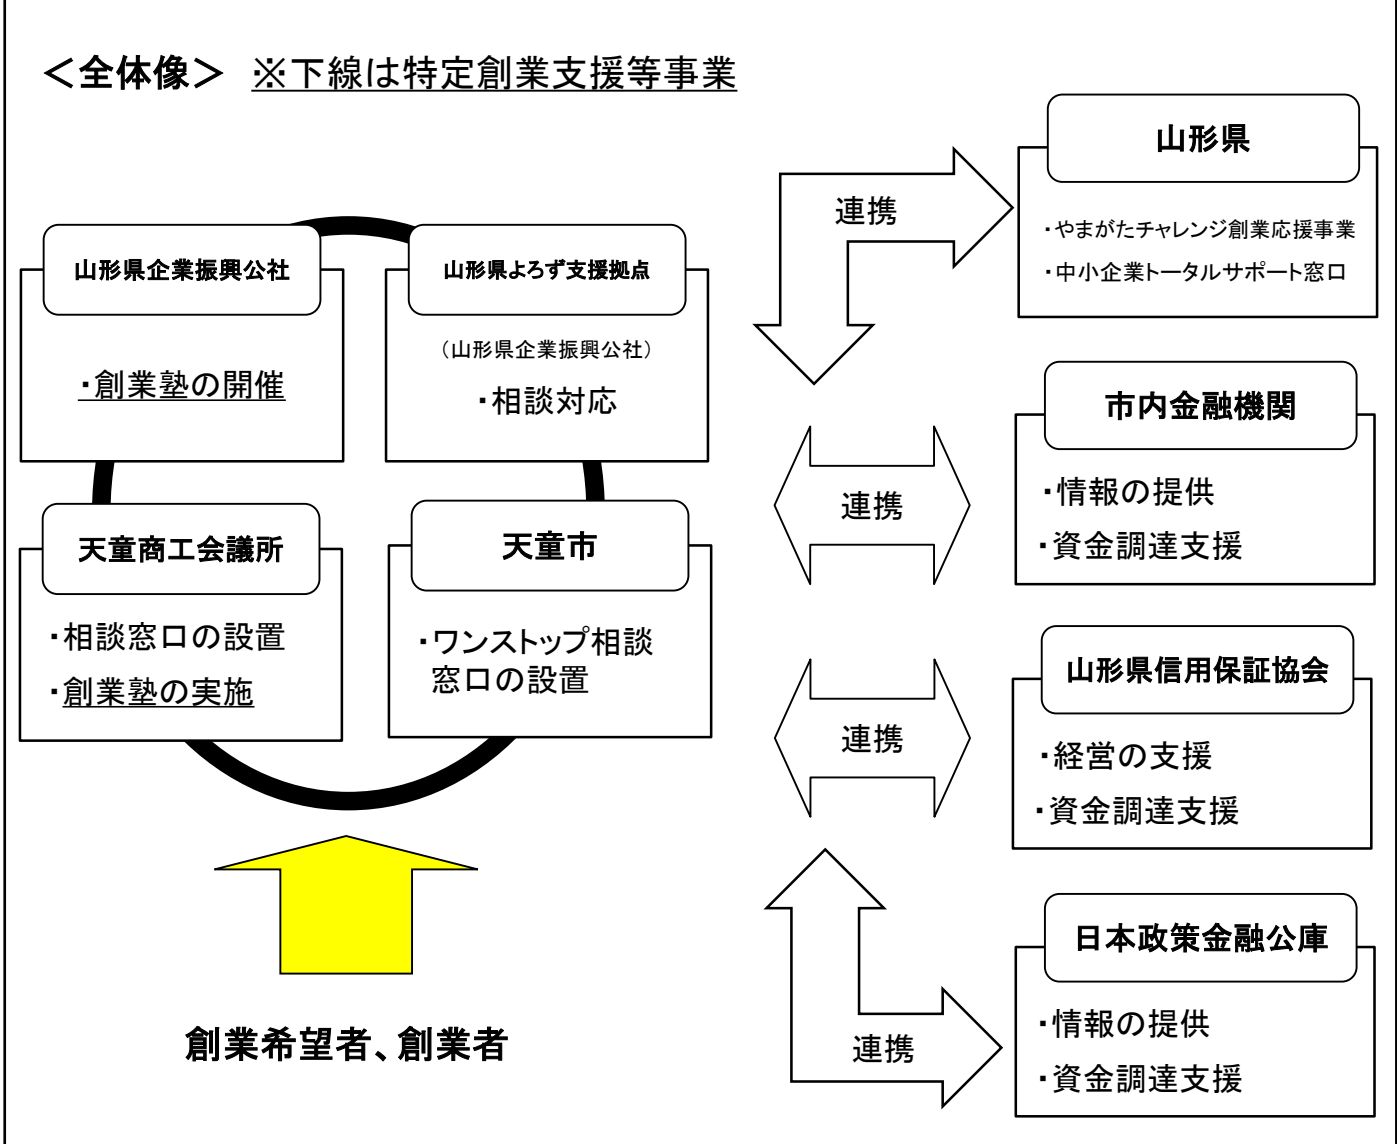 ＜全体像＞ ※下線は特定創業支援等事業
山形県企業振興公社
・創業塾の開催
山形県よろず支援拠点
（山形県企業振興公社）
・相談対応
天童商工会議所
・相談窓口の設置
・創業塾の実施
天童市
・ワンストップ相談
窓口の設置
創業希望者、創業者
連携
山形県
・やまがたチャレンジ創業応援事業
・中小企業トータルサポート窓口
連携
市内金融機関
・情報の提供
・資金調達支援
連携
山形県信用保証協会
・経営の支援
・資金調達支援
連携
日本政策金融公庫
・情報の提供
・資金調達支援